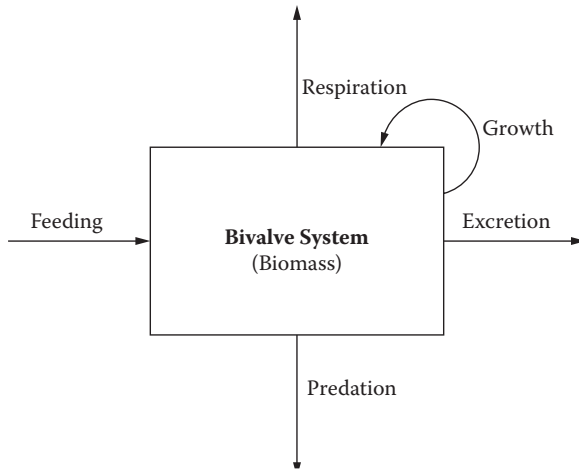 Respiration
Growth
Feeding
Bivalve System
(Biomass)
Excretion
Predation